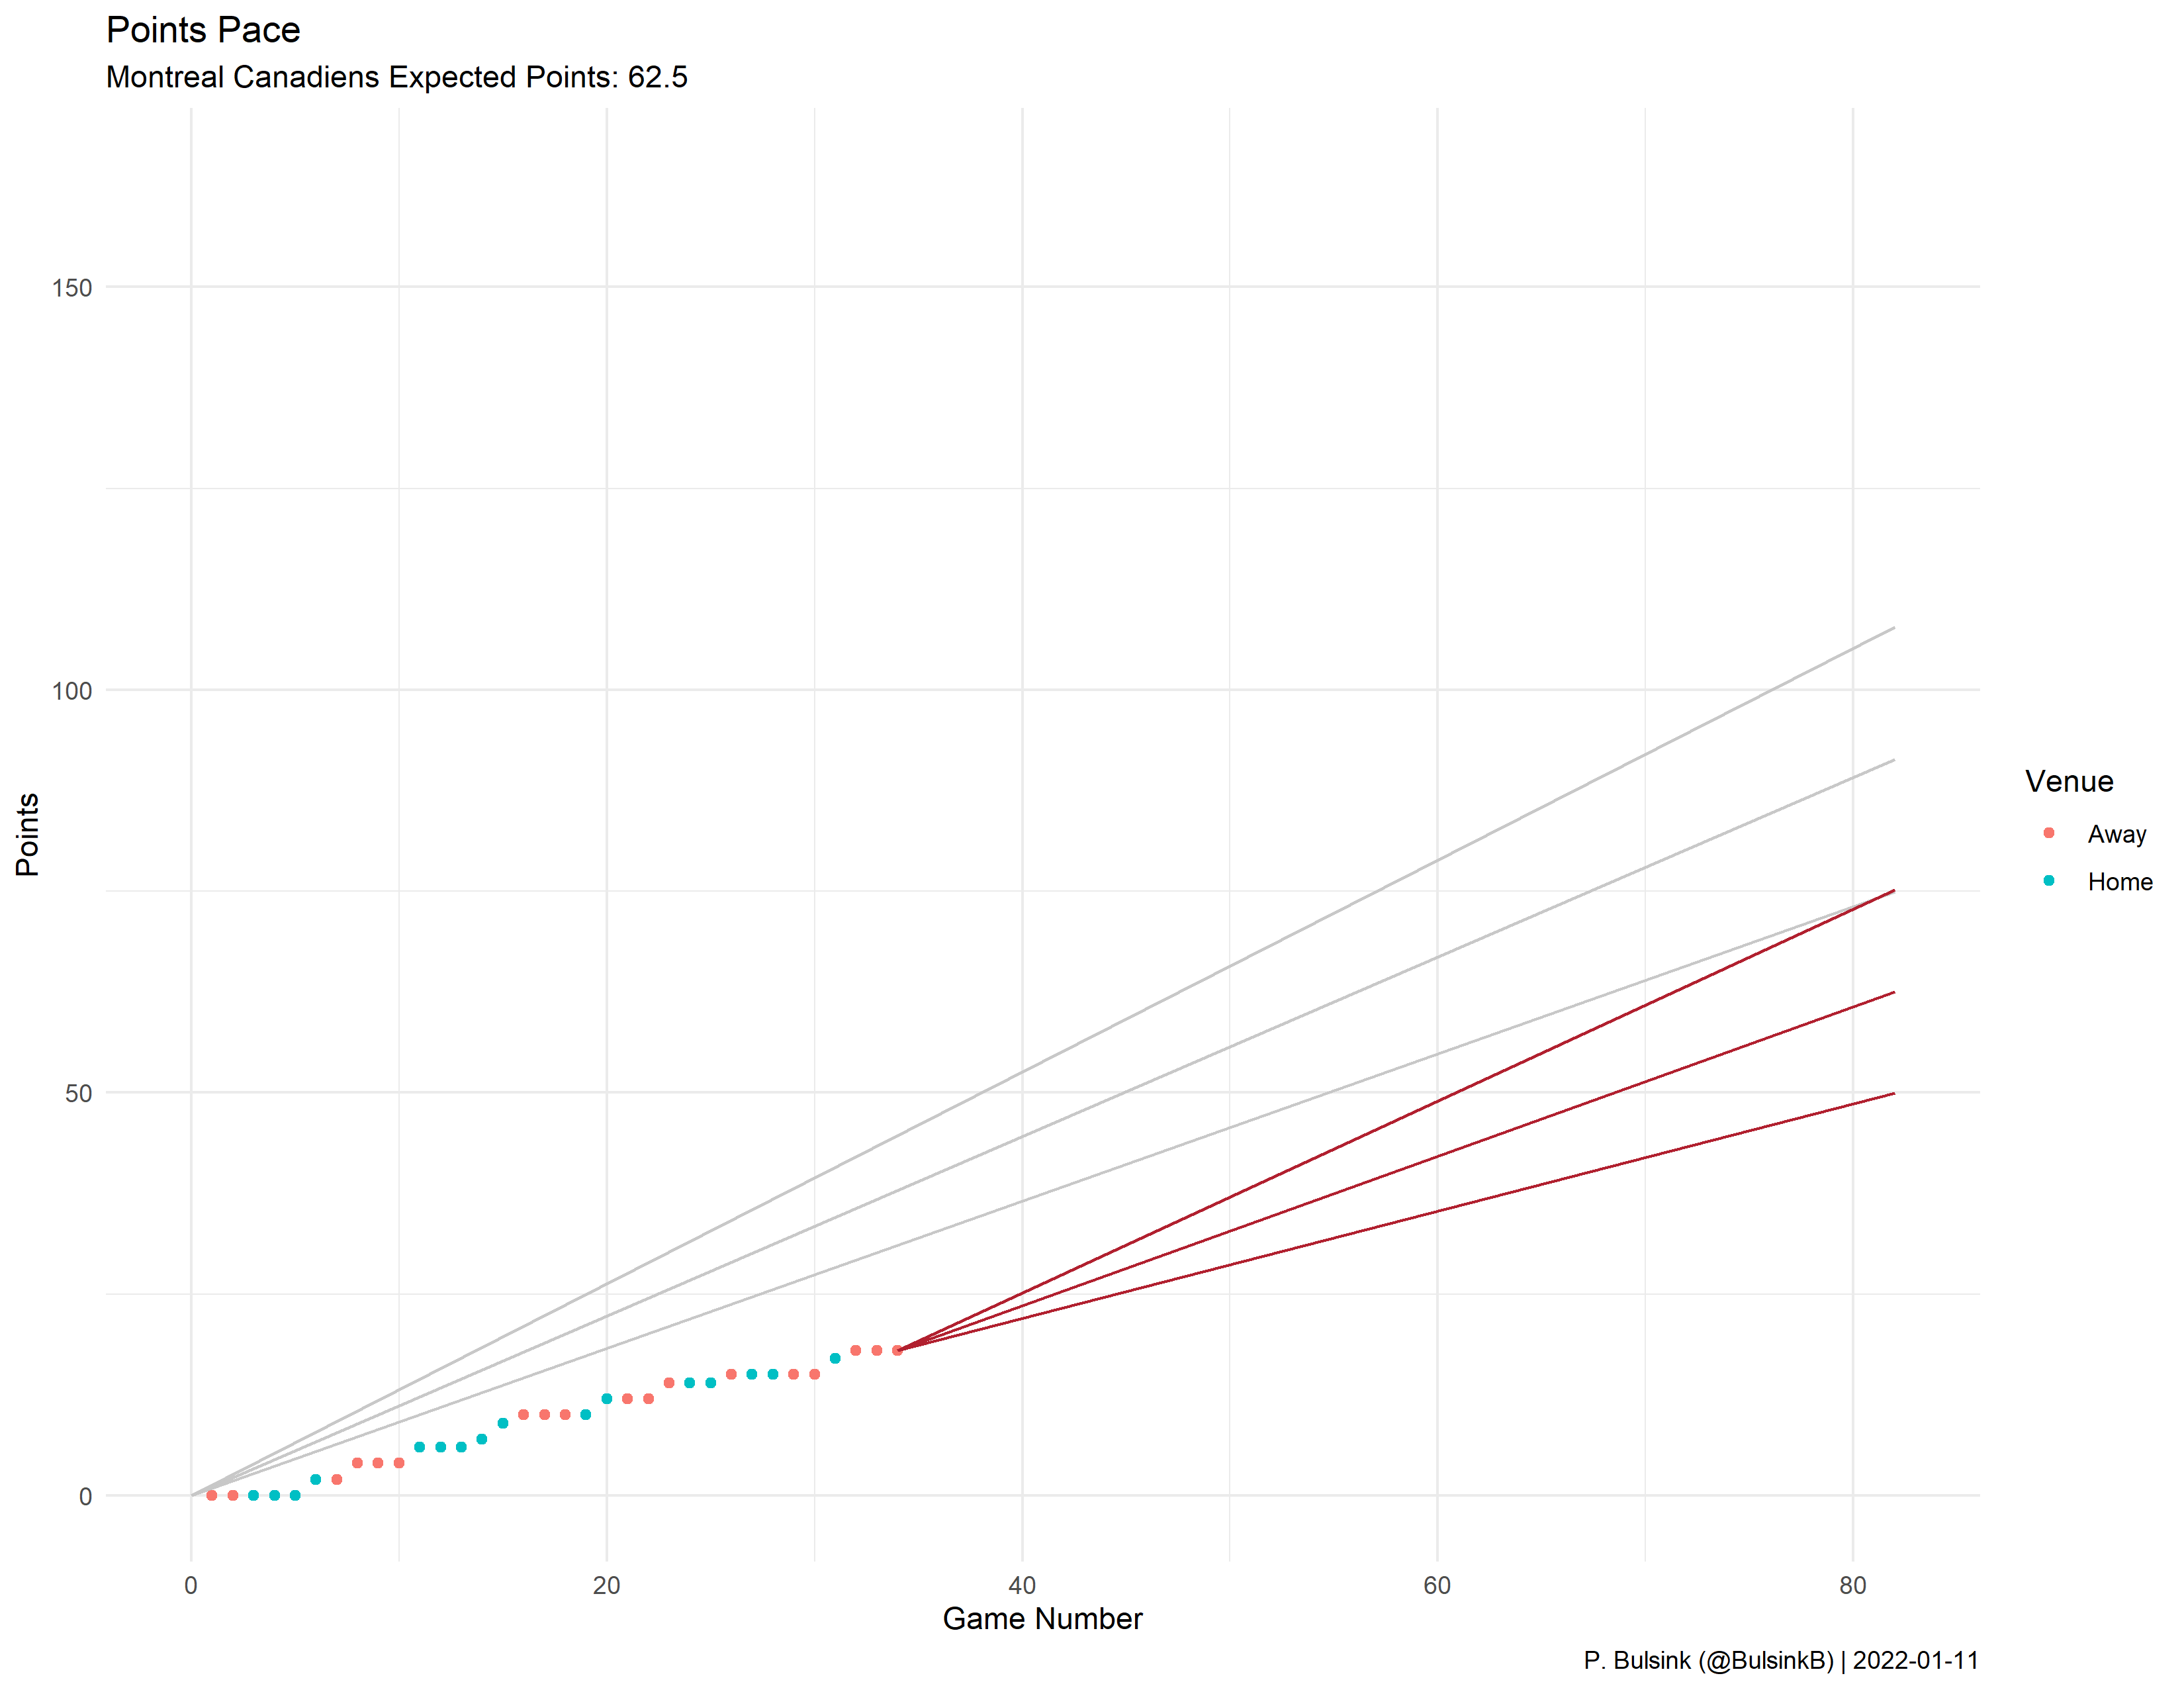 Points Pace
Montreal Canadiens Expected Points: 62.5
150
100
50
0
Points
0 20 40 60 80
Game Number
Venue
Away
Home
P. Bulsink (@BulsinkB) | 2022-01-11